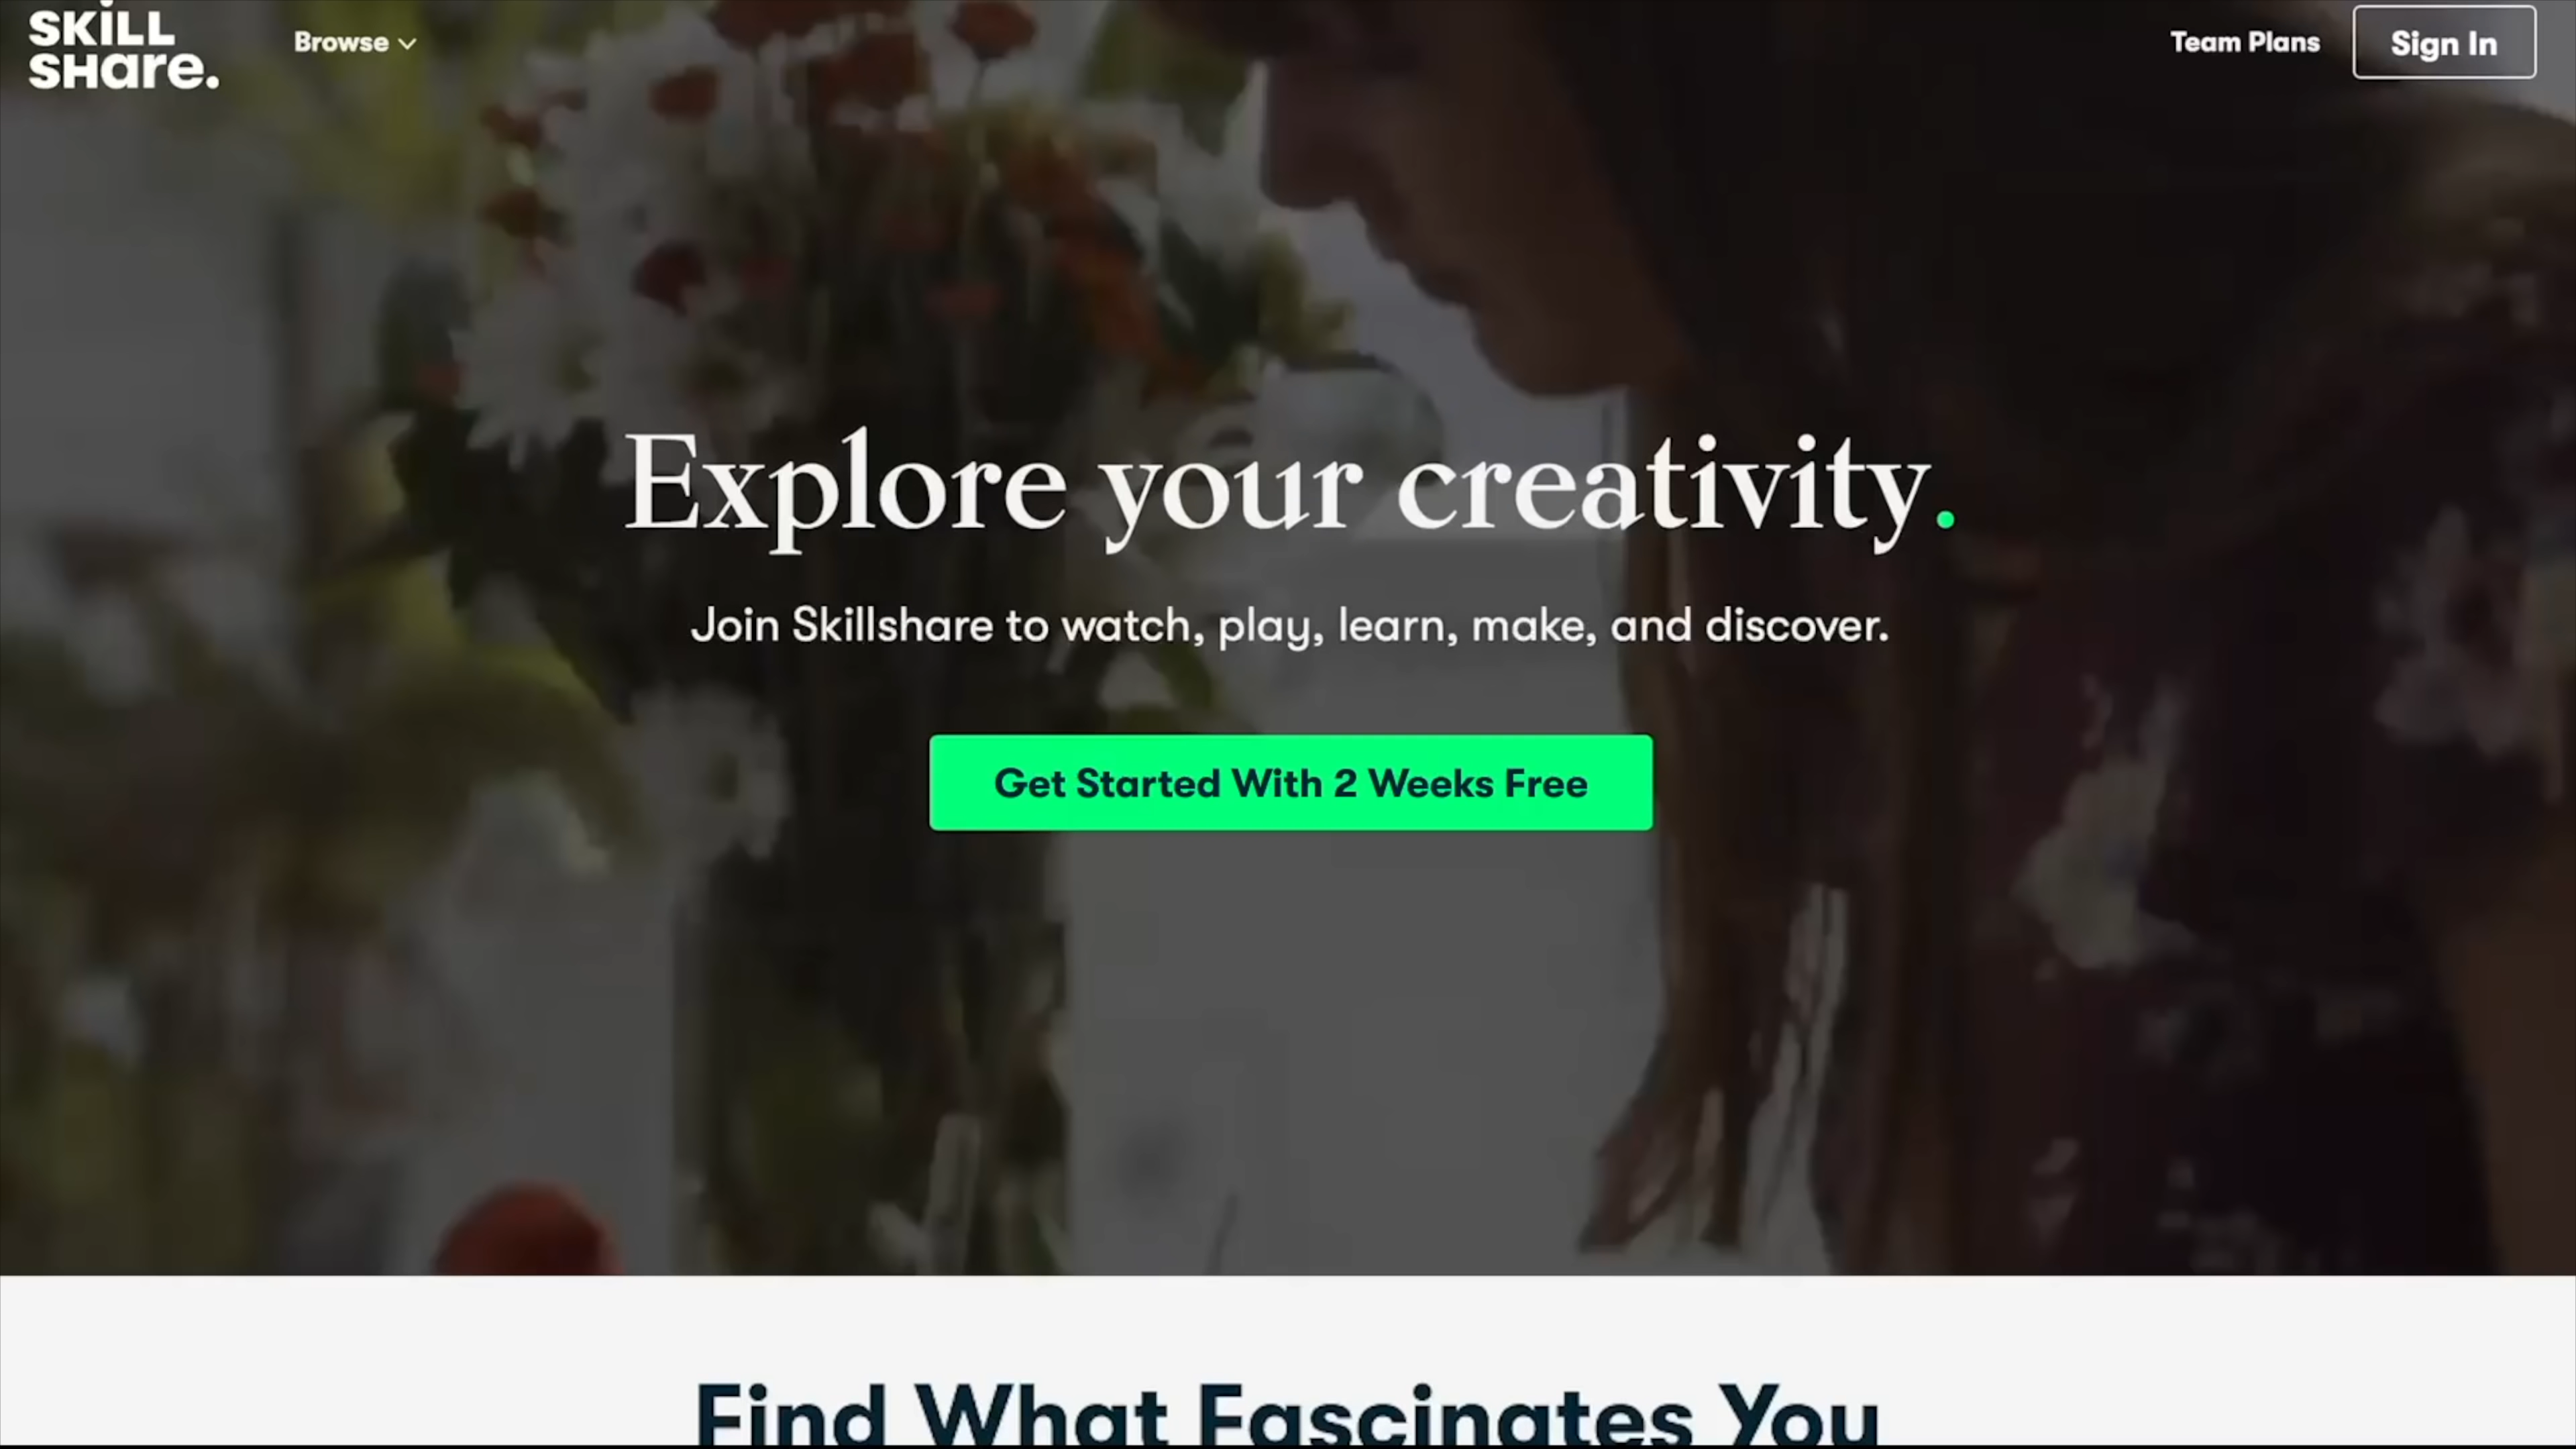 SKILL
SHare.
Browse
Team Plans
Sign In
Explore your creativity.
Join Skillshare to watch, play, learn, make, and discover.
Get Started With 2 Weeks Free
Find What Fascinates You